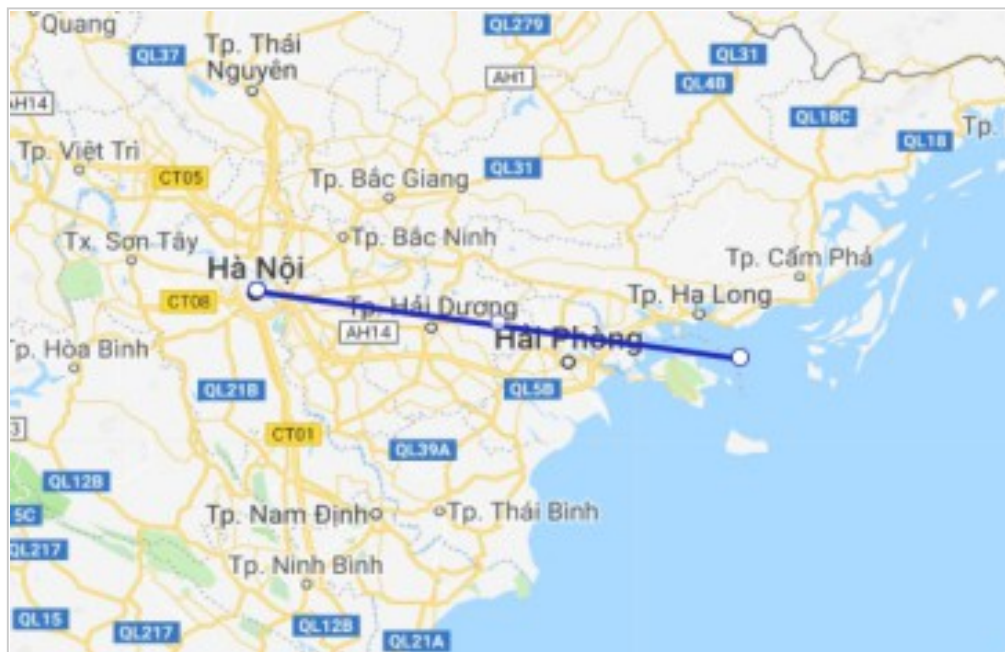 Quang
QL279
QL37
Tp. Thái
Nguyên
QL31
AH1
QL4B
AH14
QL18C
QL18
Tp.
Tp. Việt Trì
CT05
QL31
Tp. Bắc Giang
Tx. Sơn Tây
Tp. Bắc Ninh
Hà Nội
Tp. Cẩm Phả
CT08
Tp. Hải Dương
Tp. Hạ Long
AH14
Hải Phòng
Tp. Hòa Bình
QL21B
QL5B
CT01
3
QL39A
QL12B
5C
Tp. Nam Định
Tp. Thái Bình
QL217
Tp. Ninh Bình
QL15
QL217
QL12B
QL21A